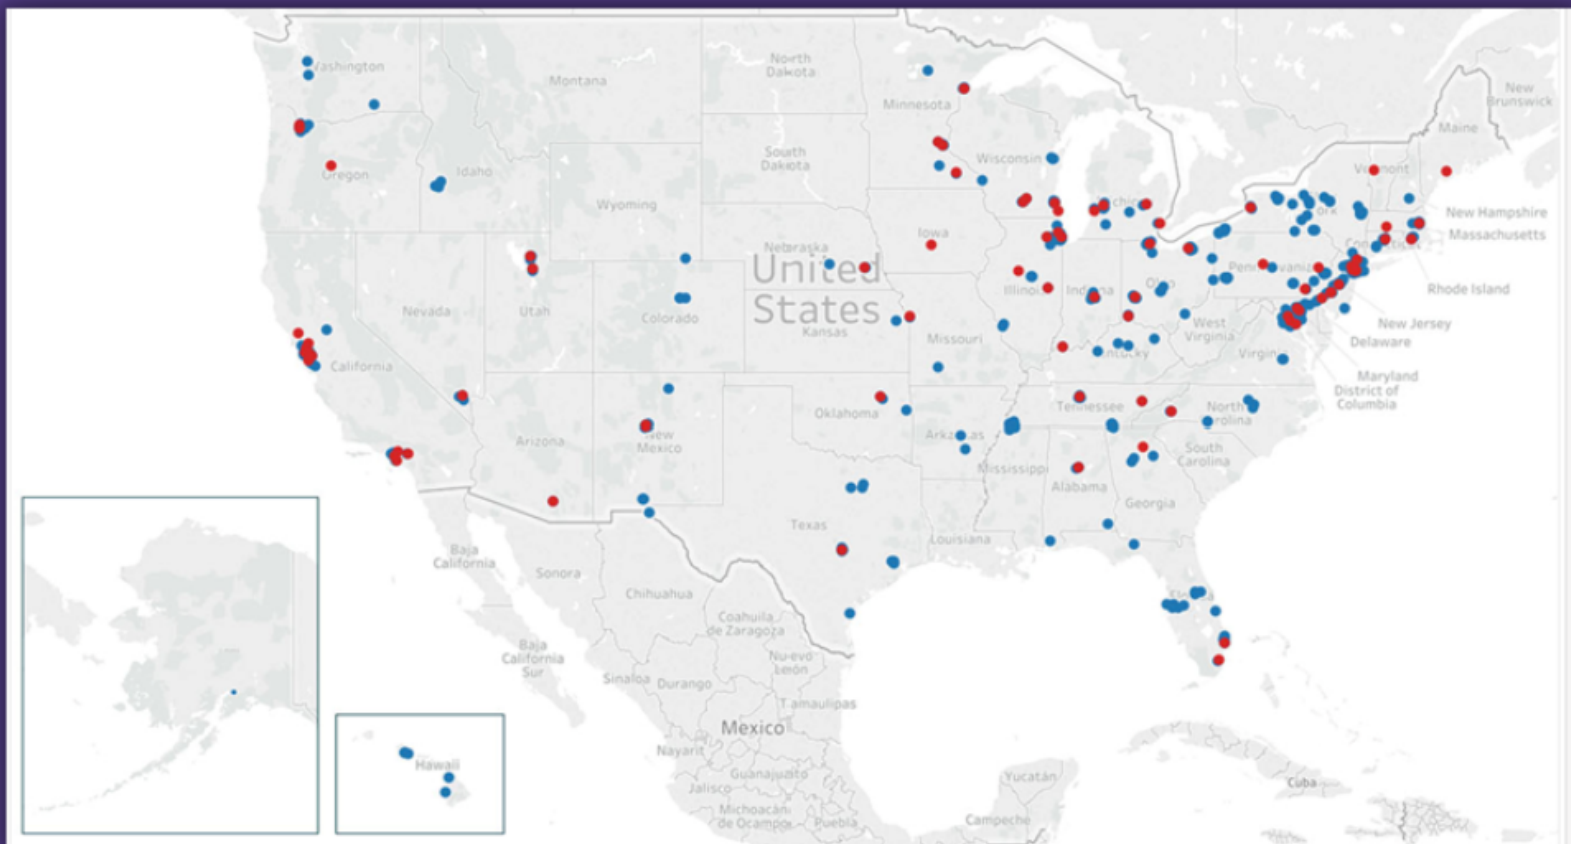 Washington
Montana
North
Dakota
Minnesota
New
Brunswick
Maine
Oregon
Idaho
South
Dakota
Wisconsin
Vermont
Wyoming
New Hampshire
Massachusetts
Iowa
Nebraska
United
States
Nevada
Utah
Colorado
Kansas
Illinois
Rhode Island
West
Virginia
New Jersey
Delaware
California
Missouri
Virginia
Maryland
District of
Columbia
Arizona
New
Mexico
Oklahoma
Arkansas
Tennessee
North
Carolina
South
Carolina
Mississippi
Alabama
Georgia
Texas
Louisiana
Baja
California
Sonora
Chihuahua
Coahuila
de Zaragoza
Baja
California
Sur
Nuevo
León
Sinaloa
Durango
Tamaulipas
Mexico
Nayarit
Hawaii
Guanajuato
Jalisco
Michoacán
de Ocampo
Puebla
Yucatán
Campeche
Cuba